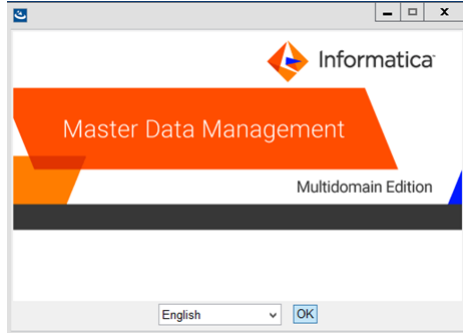 Informatica
Master Data Management
Multidomain Edition
English
OK